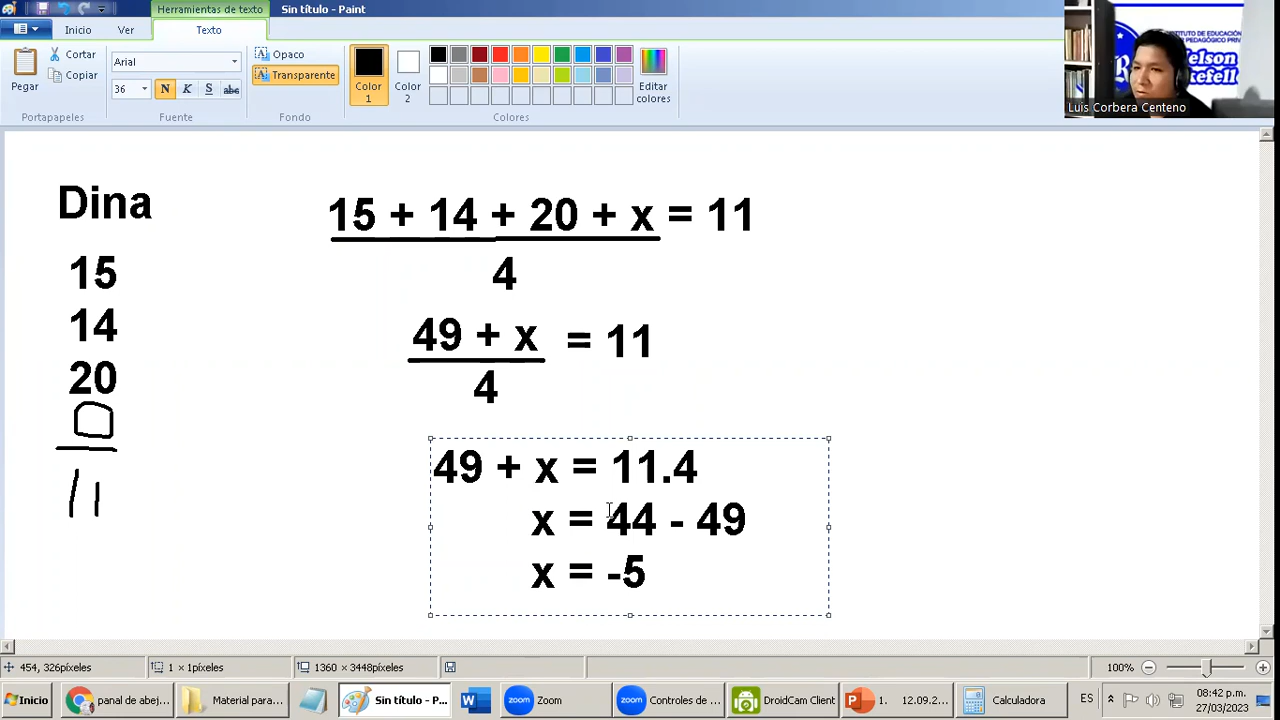 Herramientas de texto
Sin título - Paint
Inicio
Ver
Texto
Pegar
Cortar
Copiar
Portapapeles
Arial
36
N K S abc
Fuente
Opaco
Transparente
Fondo
Color 1
Color 2
Editar colores
Colores
Luis Corbera Centeno
Dina
15
14
20
11
15 + 14 + 20 + x = 11
4
49 + x = 11
4
49 + x = 11.4
x = 44 - 49
x = -5
454, 326píxeles
1 × 1píxeles
1360 × 3448píxeles
100%
Inicio
panal de abej...
Material para...
Sin título - P...
Zoom
Controles de ...
DroidCam Client
1. 12.09.2...
Calculadora
ES
08:42 p.m.
27/03/2023